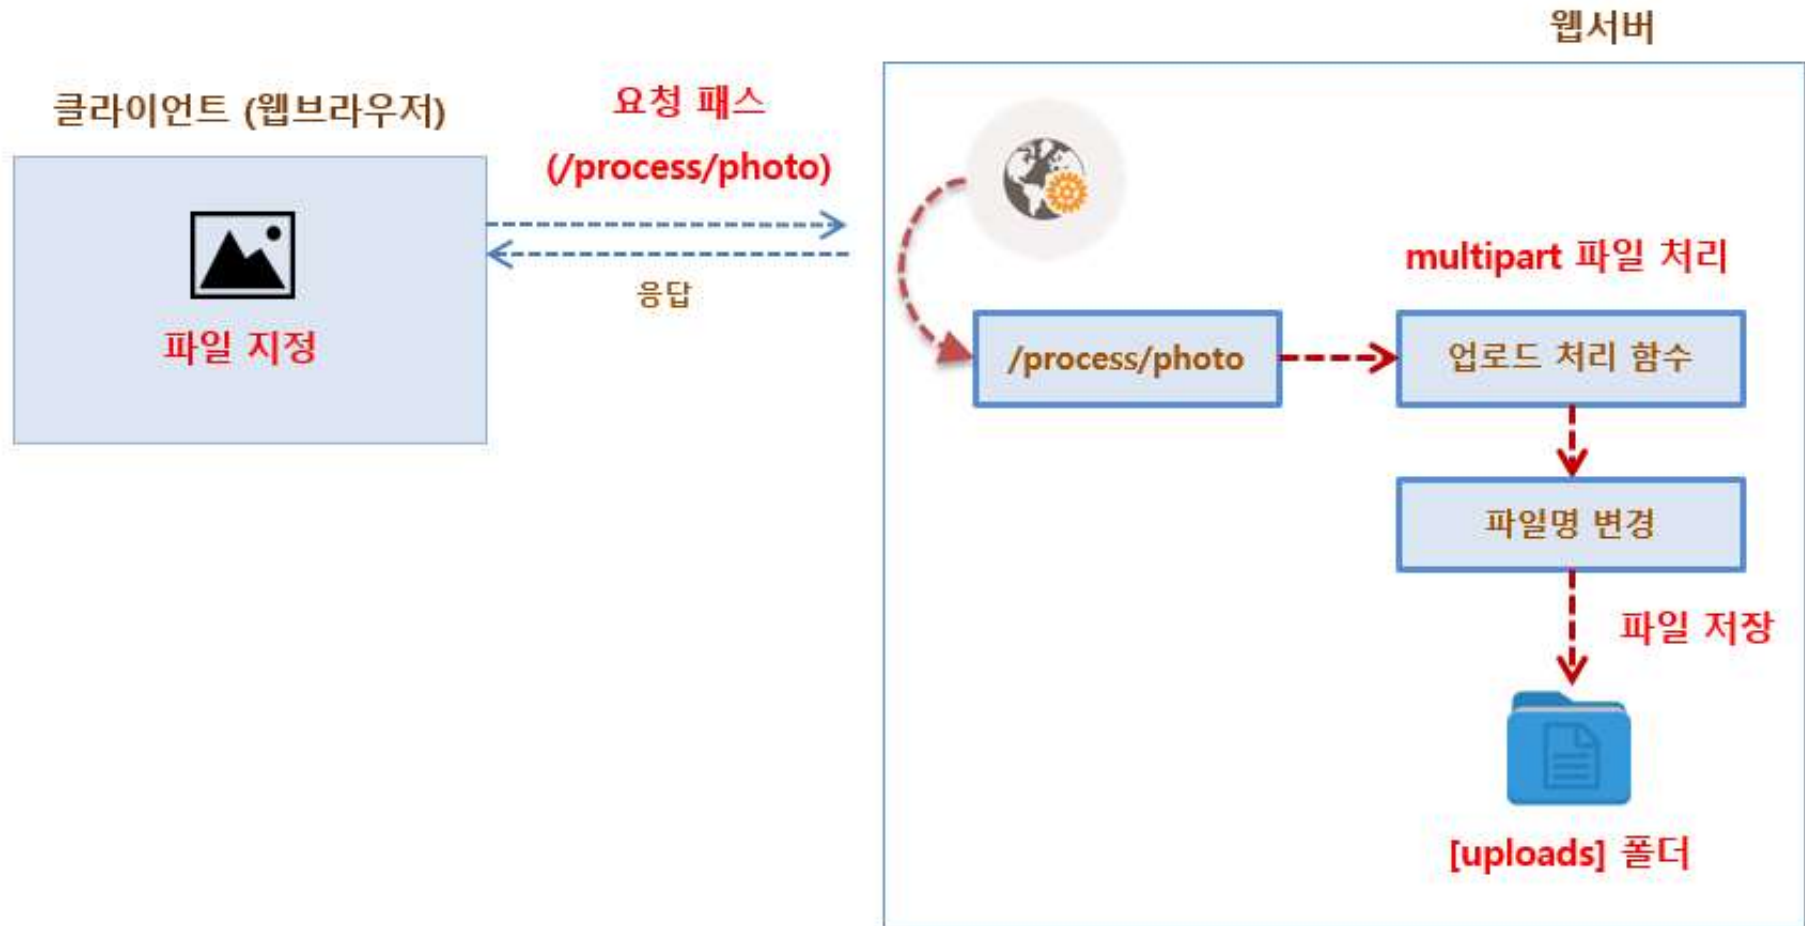 웹서버
클라이언트 (웹브라우저)
요청 패스
(/process/photo)
응답
파일 지정
multipart 파일 처리
/process/photo
업로드 처리 함수
파일명 변경
파일 저장
[uploads] 폴더